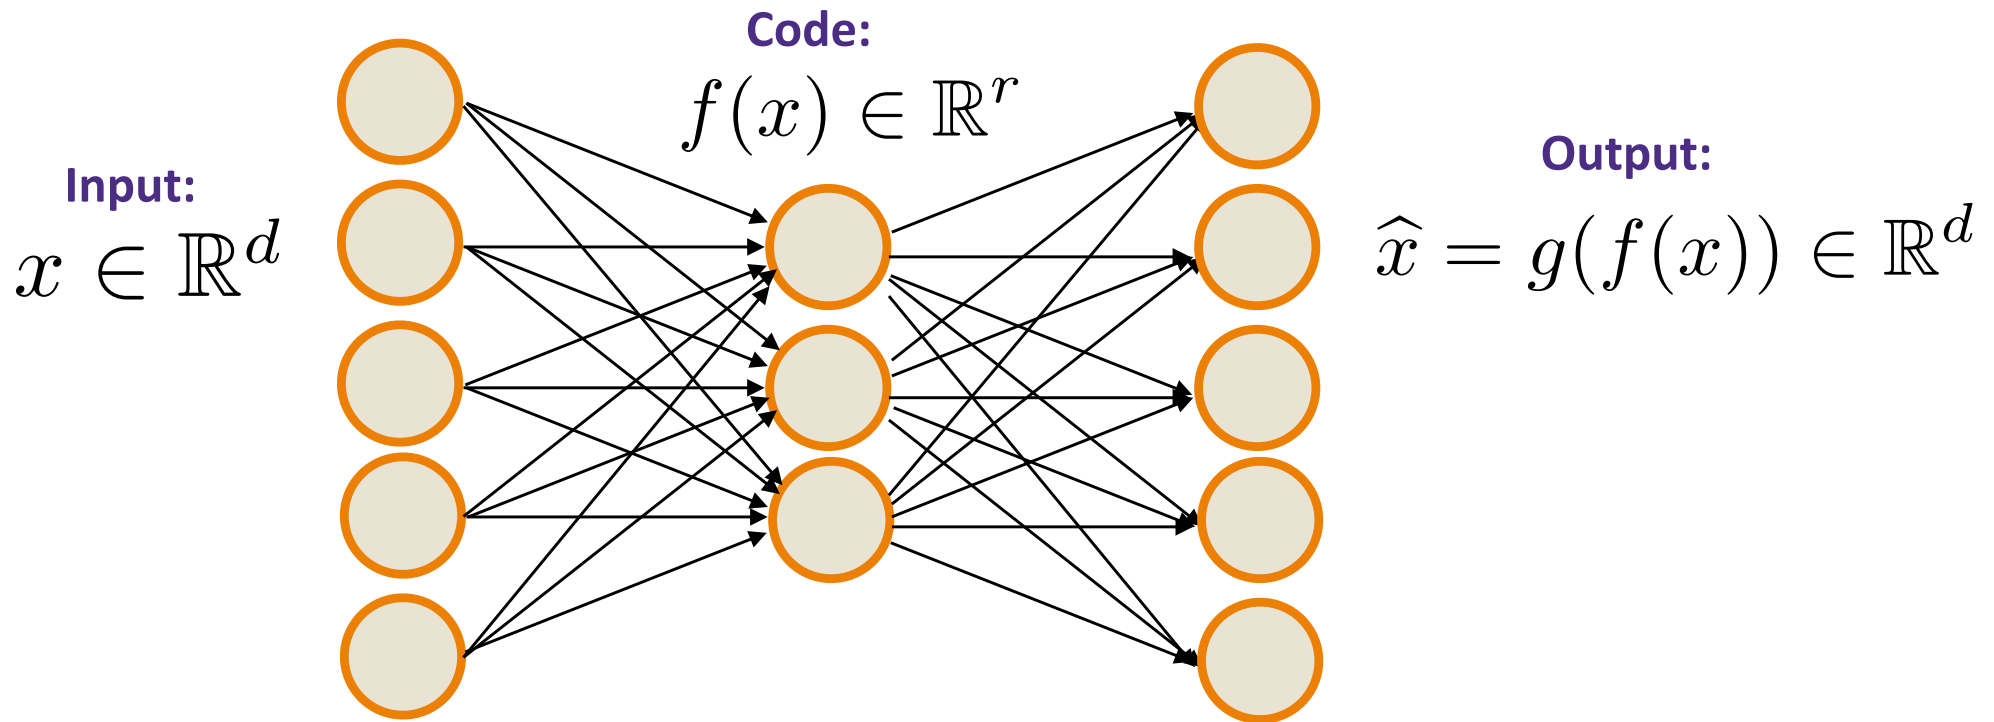 Input:
x ∈ ℝ^d
Code:
f(x) ∈ ℝ^r
Output:
x̂ = g(f(x)) ∈ ℝ^d